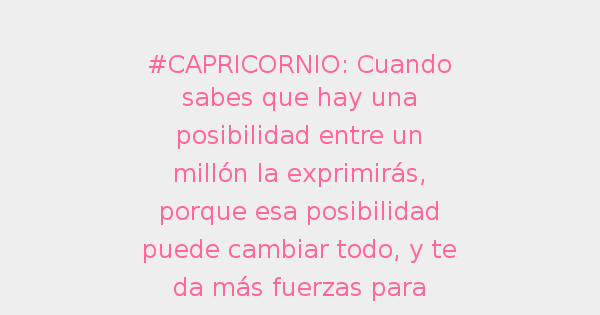 #CAPRICORNIO: Cuando
sabes que hay una
posibilidad entre un
millón la exprimirás,
porque esa posibilidad
puede cambiar todo, y te
da más fuerzas para